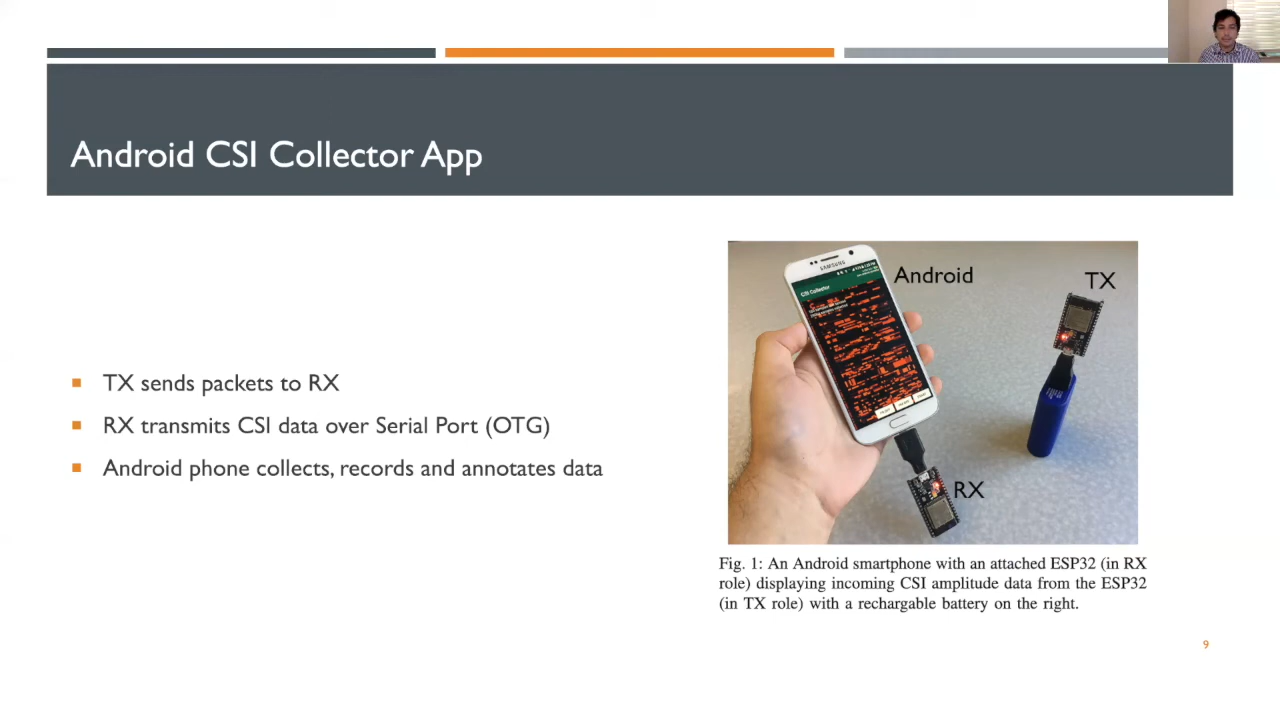 Android CSI Collector App
TX sends packets to RX
RX transmits CSI data over Serial Port (OTG)
Android phone collects, records and annotates data
SAMSUNG
CSI Collector
Android
TX
RX
Fig. 1: An Android smartphone with an attached ESP32 (in RX
role) displaying incoming CSI amplitude data from the ESP32
(in TX role) with a rechargable battery on the right.
9